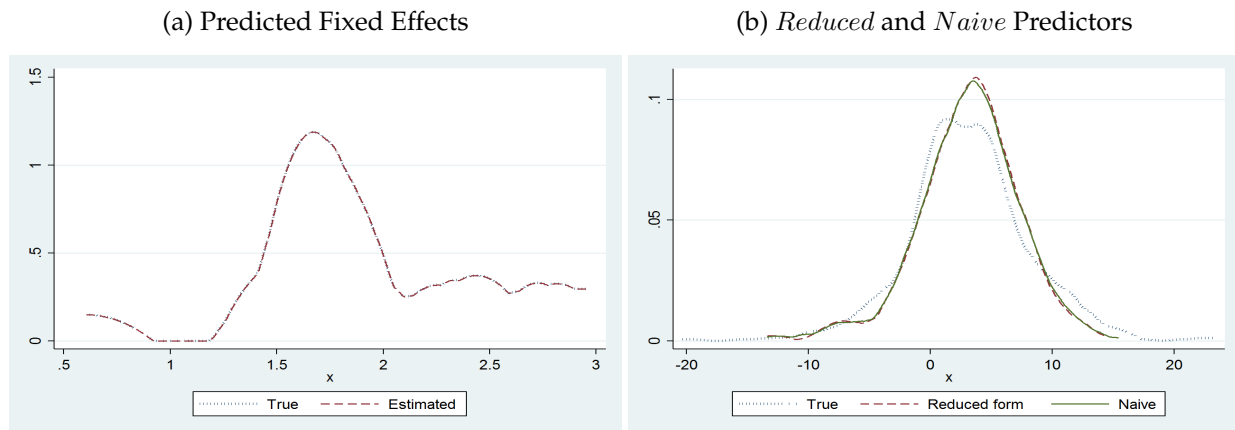 (a) Predicted Fixed Effects
1.5
1
.5
0
.5
1
1.5
2
2.5
3
x
True
Estimated
(b) Reduced and Naive Predictors
.1
.05
0
-20
-10
0
10
20
x
True
Reduced form
Naive